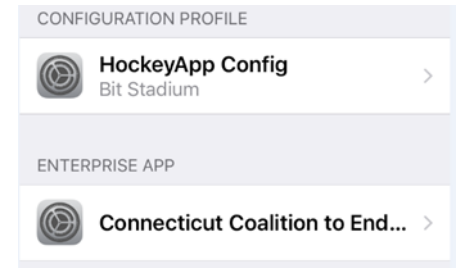 CONFIGURATION PROFILE
HockeyApp Config
Bit Stadium
ENTERPRISE APP
Connecticut Coalition to End...